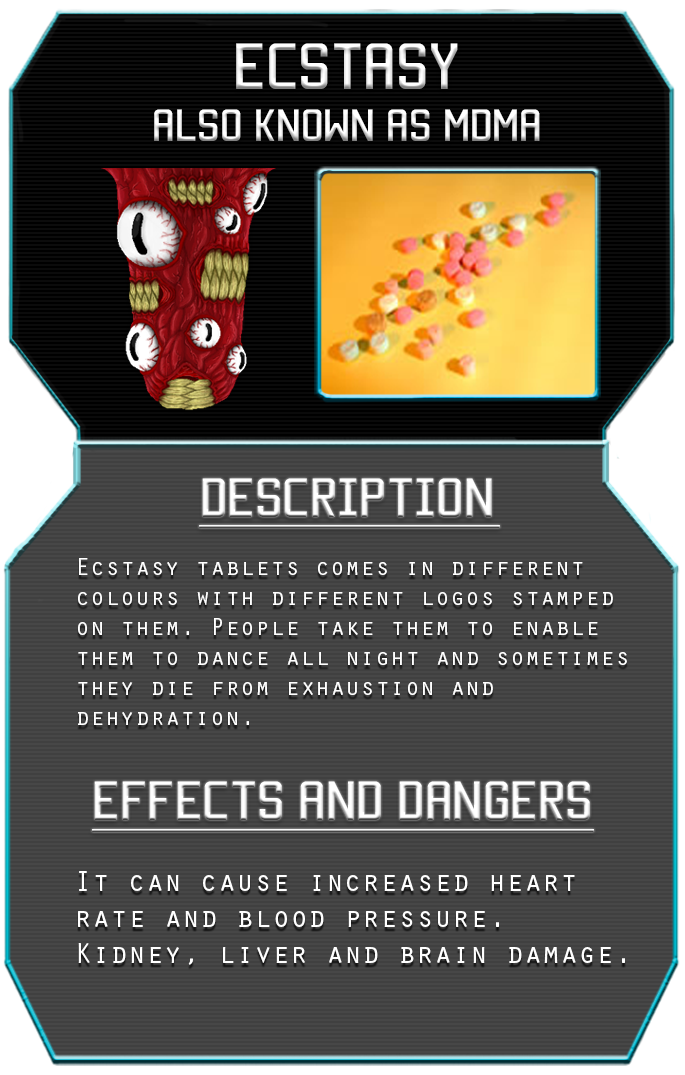 ECSTASY
ALSO KNOWN AS MDMA
DESCRIPTION
Ecstasy tablets comes in different
colours with different logos stamped
on them. People take them to enable
them to dance all night and sometimes
they die from exhaustion and
dehydration.
EFFECTS AND DANGERS
It can cause increased heart
rate and blood pressure.
Kidney, liver and brain damage.